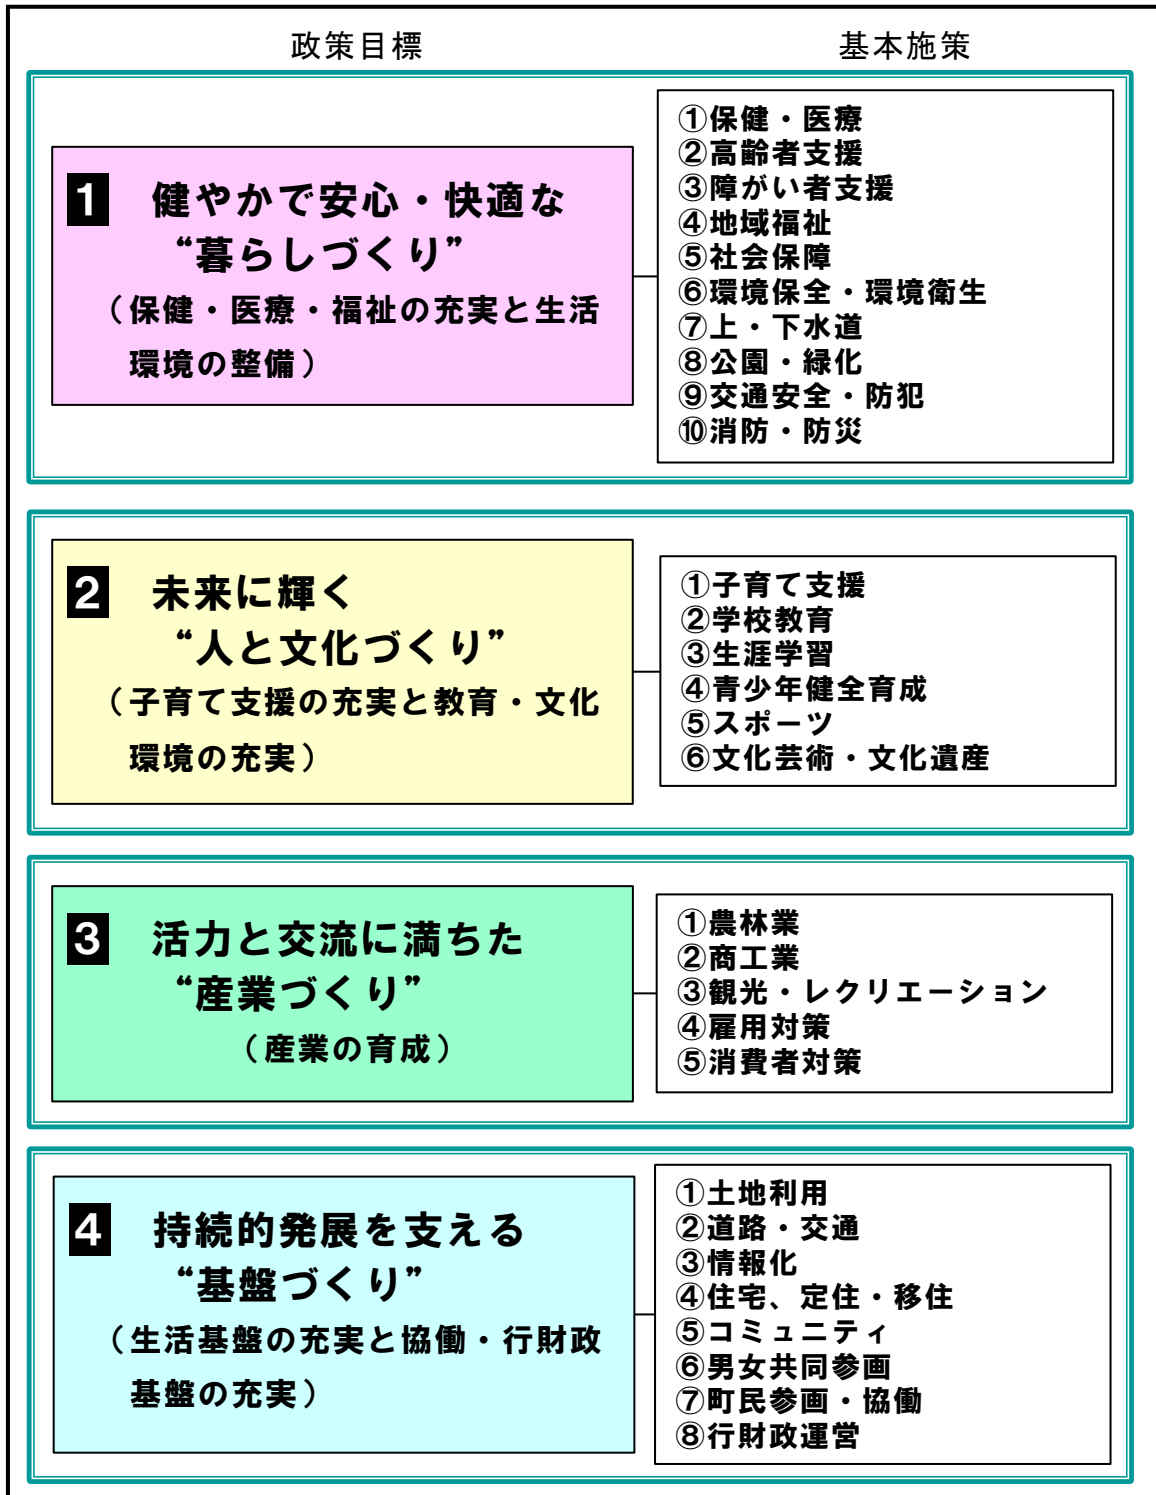 政策目標
基本施策
1 健やかで安心・快適な
“暮らしづくり”
（保健・医療・福祉の充実と生活
環境の整備）
①保健・医療
②高齢者支援
③障がい者支援
④地域福祉
⑤社会保障
⑥環境保全・環境衛生
⑦上・下水道
⑧公園・緑化
⑨交通安全・防犯
⑩消防・防災
2 未来に輝く
“人と文化づくり”
（子育て支援の充実と教育・文化
環境の充実）
①子育て支援
②学校教育
③生涯学習
④青少年健全育成
⑤スポーツ
⑥文化芸術・文化遺産
3 活力と交流に満ちた
“産業づくり”
（産業の育成）
①農林業
②商工業
③観光・レクリエーション
④雇用対策
⑤消費者対策
4 持続的発展を支える
“基盤づくり”
（生活基盤の充実と協働・行財政
基盤の充実）
①土地利用
②道路・交通
③情報化
④住宅、定住・移住
⑤コミュニティ
⑥男女共同参画
⑦町民参画・協働
⑧行財政運営